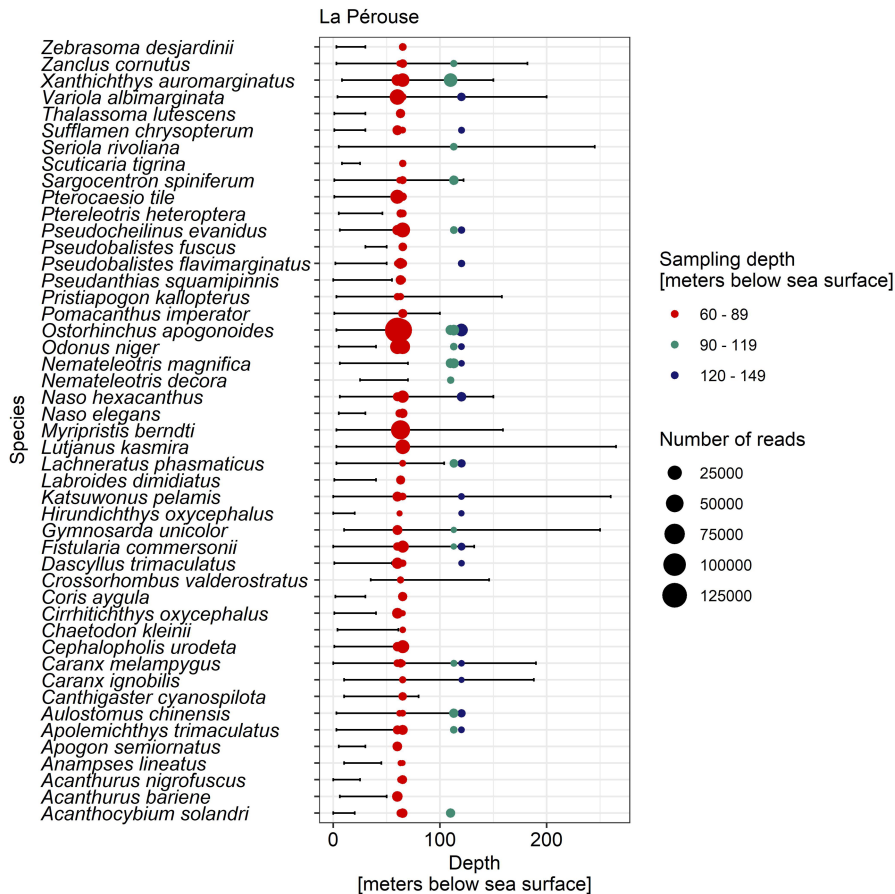 La Pérouse
Zebrasoma desjardinii
Zanclus cornutus
Xanthichthys auromarginatus
Variola albimarginata
Thalassoma lutescens
Sufflamen chrysopterum
Seriola rivoliana
Scuticaria tigrina
Sargocentron spiniferum
Pterocaesio tile
Ptereleotris heteroptera
Pseudocheilinus evanidus
Pseudobalistes fuscus
Pseudobalistes flavimarginatus
Pseudanthias squamipinnis
Pristiapogon kallopterus
Pomacanthus imperator
Ostorhinchus apogonoides
Odonus niger
Nemateleotris magnifica
Nemateleotris decora
Naso hexacanthus
Naso elegans
Myripristis berndti
Lutjanus kasmira
Lachneratus phasmaticus
Labroides dimidiatus
Katsuwonus pelamis
Hirundichthys oxycephalus
Gymnosarda unicolor
Fistularia commersonii
Dascyllus trimaculatus
Crossorhombus valderostratus
Coris aygula
Cirrhitichthys oxycephalus
Chaetodon kleinii
Cephalopholis urodeta
Caranx melampygus
Caranx ignobilis
Canthigaster cyanospilota
Aulostomus chinensis
Apolemichthys trimaculatus
Apogon semiornatus
Anampses lineatus
Acanthurus nigrofuscus
Acanthurus bariene
Acanthocybium solandri
Species
0 100 200
Depth
[meters below sea surface]
Sampling depth
[meters below sea surface]
60 - 89
90 - 119
120 - 149
Number of reads
25000
50000
75000
100000
125000